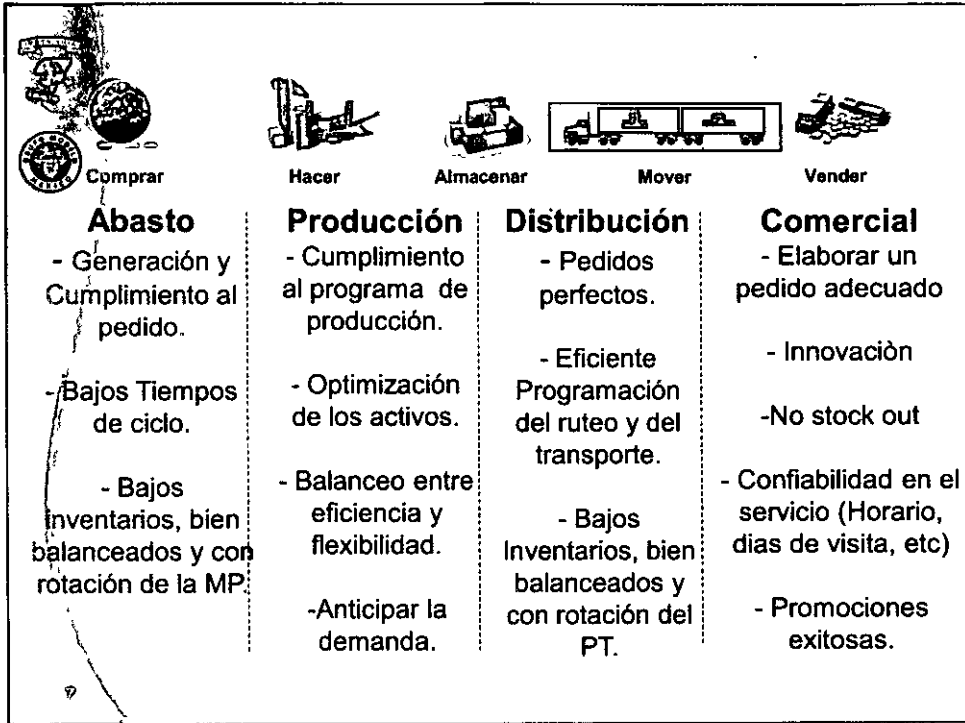 GRUPO MODELO
MEXICO
Comprar
Hacer
Almacenar
Mover
Vender
Abasto
- Generación y
Cumplimiento al
pedido.
- Bajos Tiempos
de ciclo.
- Bajos
Inventarios, bien
balanceados y con
rotación de la MP.
Producción
- Cumplimiento
al programa de
producción.
- Optimización
de los activos.
- Balanceo entre
eficiencia y
flexibilidad.
-Anticipar la
demanda.
Distribución
- Pedidos
perfectos.
- Eficiente
Programación
del ruteo y del
transporte.
- Bajos
Inventarios, bien
balanceados y
con rotación del
PT.
Comercial
- Elaborar un
pedido adecuado
- Innovaciòn
-No stock out
- Confiabilidad en el
servicio (Horario,
dias de visita, etc)
- Promociones
exitosas.